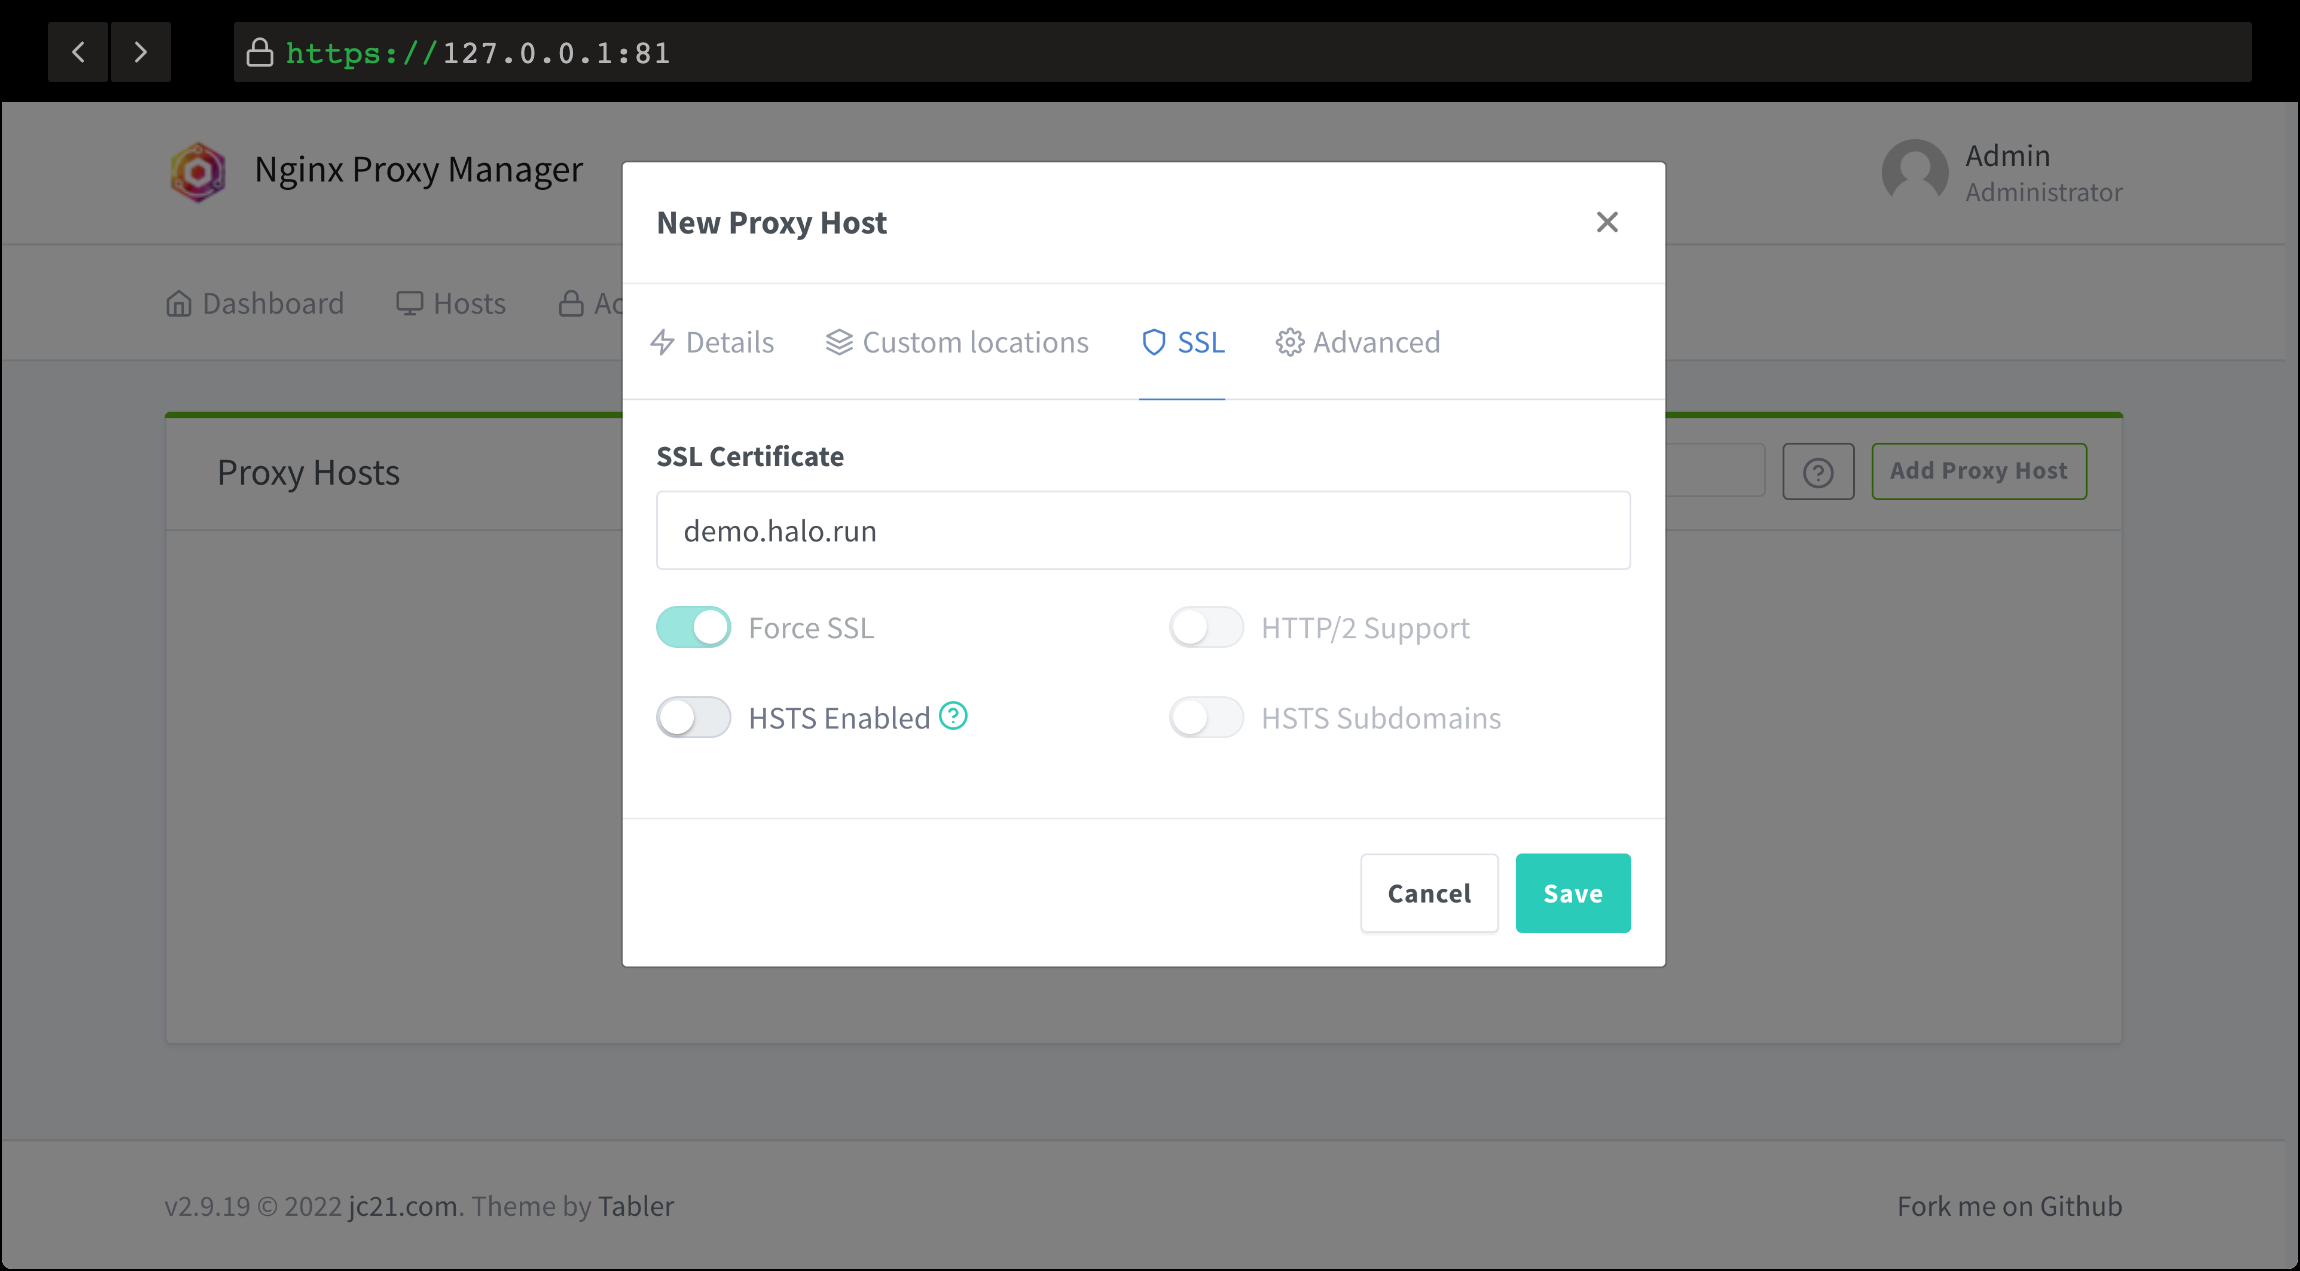 https://127.0.0.1:81
Nginx Proxy Manager
Admin
Administrator
Dashboard Hosts Ac
New Proxy Host
Details Custom locations SSL Advanced
Proxy Hosts
Add Proxy Host
SSL Certificate
demo.halo.run
Force SSL HTTP/2 Support
HSTS Enabled HSTS Subdomains
Cancel Save
v2.9.19 © 2022 jc21.com. Theme by Tabler
Fork me on Github